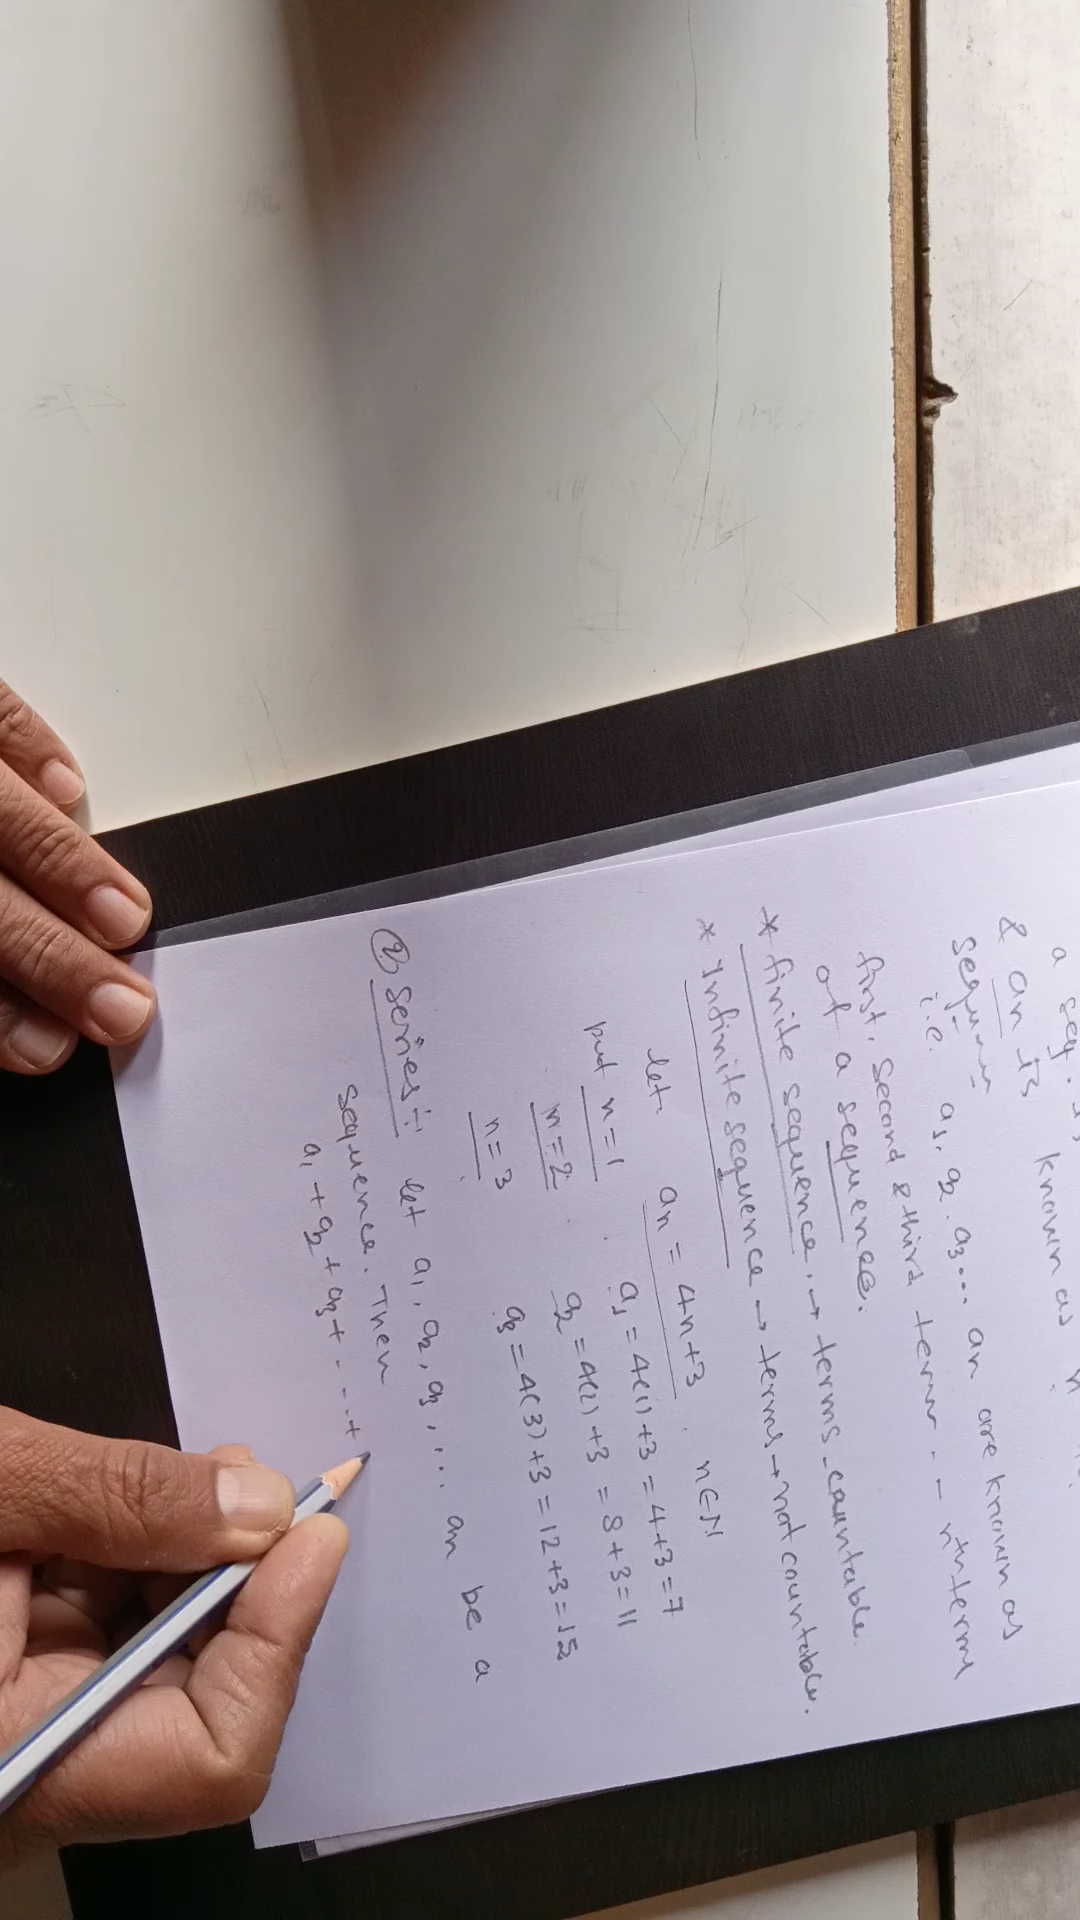 a seq. known as
& an is
sequence
i.e. a1, a2, a3... an are known as
first, second & third term - - nth term
of a sequence.
* finite sequence. → terms - countable.
* Infinite sequence → terms → not countable.
let an = 4n+3 . n∈N
put n=1 a1 = 4(1)+3 = 4+3 = 7
n=2 a2 = 4(2)+3 = 8+3 = 11
n=3 a3 = 4(3)+3 = 12+3 = 15
② Series :- let a1, a2, a3, ... an be a
sequence. Then
a1 + a2 + a3 + - - - +